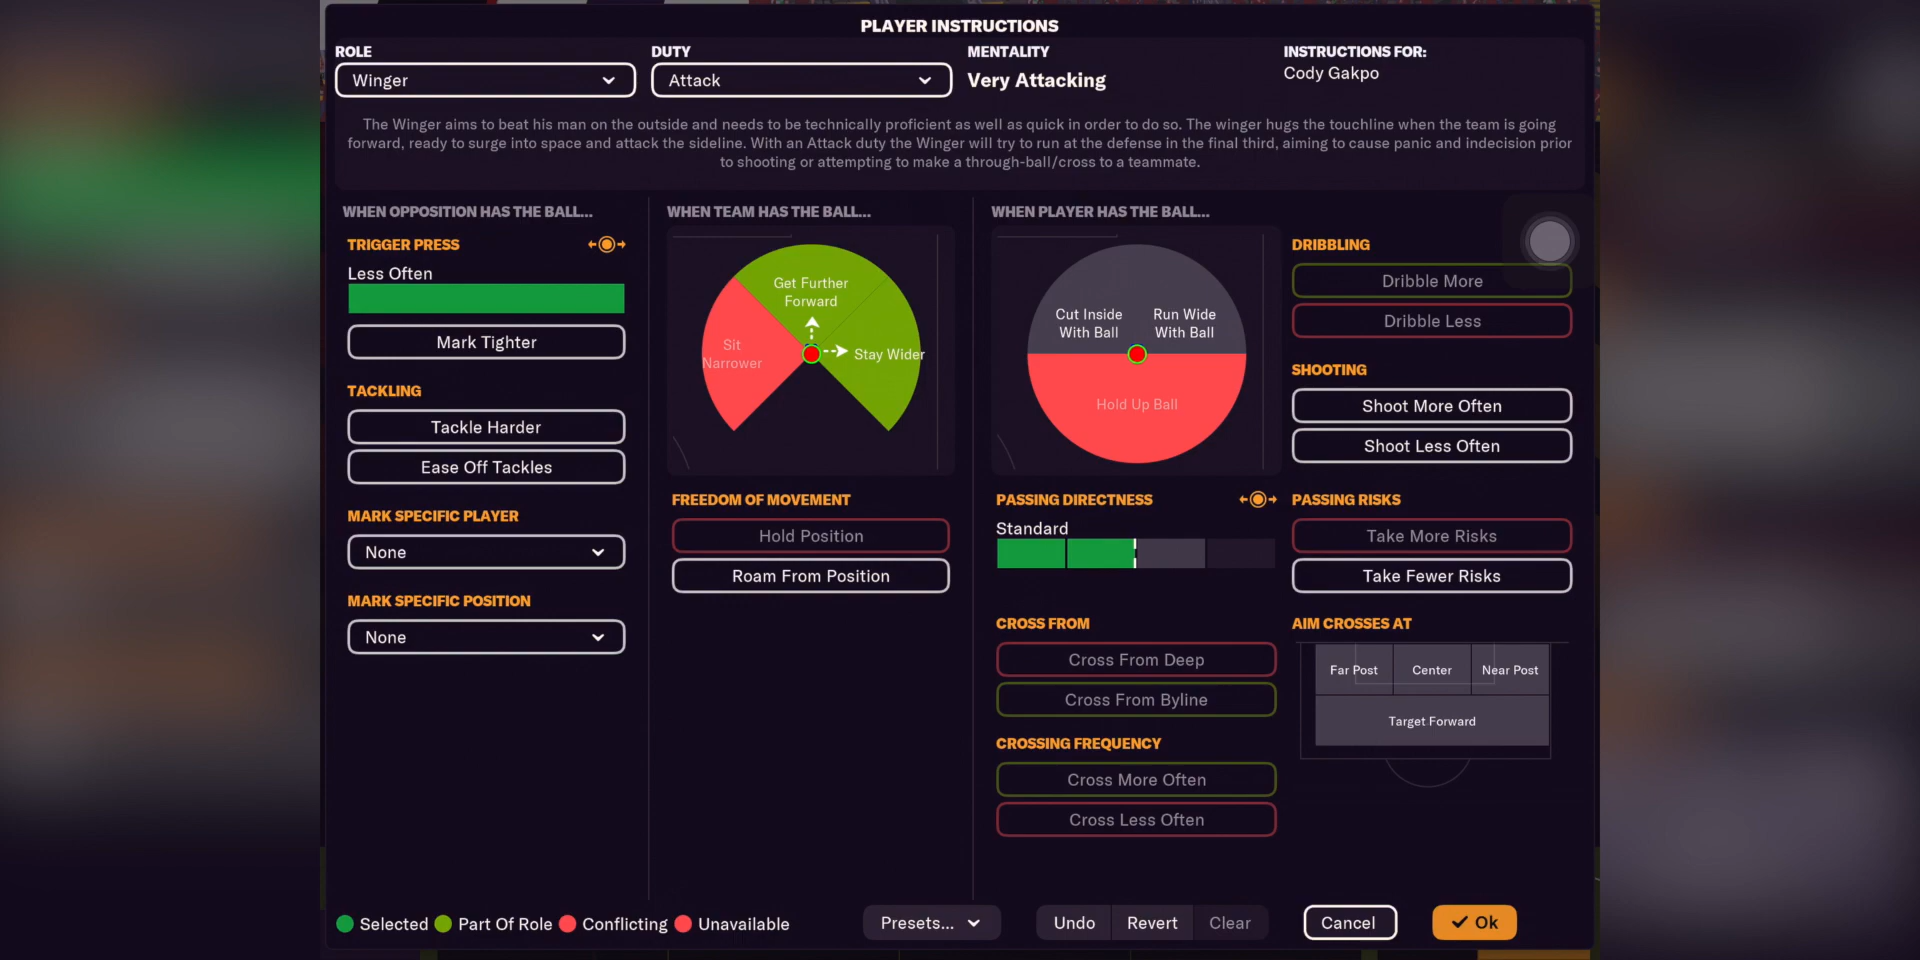 PLAYER INSTRUCTIONS
ROLE
Winger
DUTY
Attack
MENTALITY
Very Attacking
INSTRUCTIONS FOR:
Cody Gakpo
The Winger aims to beat his man on the outside and needs to be technically proficient as well as quick in order to do so. The winger hugs the touchline when the team is going
forward, ready to surge into space and attack the sideline. With an Attack duty the Winger will try to run at the defense in the final third, aiming to cause panic and indecision prior
to shooting or attempting to make a through-ball/cross to a teammate.
WHEN OPPOSITION HAS THE BALL...
TRIGGER PRESS
Less Often
Mark Tighter
TACKLING
Tackle Harder
Ease Off Tackles
MARK SPECIFIC PLAYER
None
MARK SPECIFIC POSITION
None
WHEN TEAM HAS THE BALL...
Get Further
Forward
Sit
Narrower
Stay Wider
FREEDOM OF MOVEMENT
Hold Position
Roam From Position
WHEN PLAYER HAS THE BALL...
Cut Inside
With Ball
Run Wide
With Ball
Hold Up Ball
PASSING DIRECTNESS
Standard
CROSS FROM
Cross From Deep
Cross From Byline
CROSSING FREQUENCY
Cross More Often
Cross Less Often
DRIBBLING
Dribble More
Dribble Less
SHOOTING
Shoot More Often
Shoot Less Often
PASSING RISKS
Take More Risks
Take Fewer Risks
AIM CROSSES AT
Far Post
Center
Near Post
Target Forward
Selected
Part Of Role
Conflicting
Unavailable
Presets...
Undo
Revert
Clear
Cancel
Ok